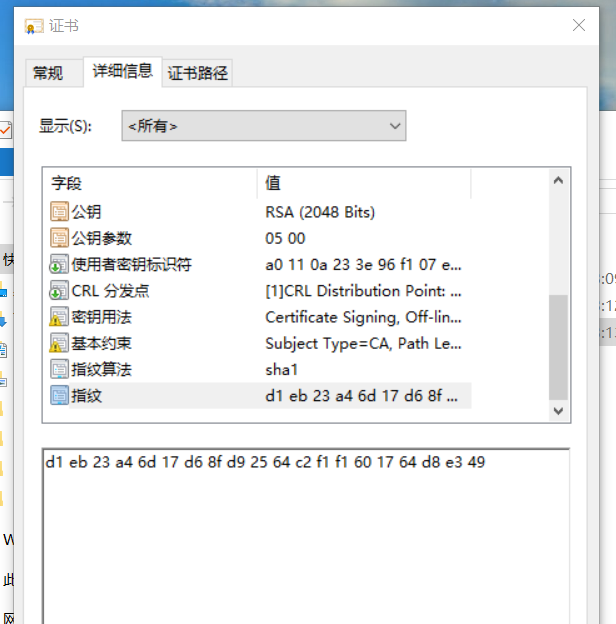 证书
常规 详细信息 证书路径
显示(S): <所有>
字段 值
公钥 RSA (2048 Bits)
公钥参数 05 00
使用者密钥标识符 a0 11 0a 23 3e 96 f1 07 e...
CRL 分发点 [1]CRL Distribution Point: ...
密钥用法 Certificate Signing, Off-lin...
基本约束 Subject Type=CA, Path Le...
指纹算法 sha1
指纹 d1 eb 23 a4 6d 17 d6 8f ...
d1 eb 23 a4 6d 17 d6 8f d9 25 64 c2 f1 f1 60 17 64 d8 e3 49